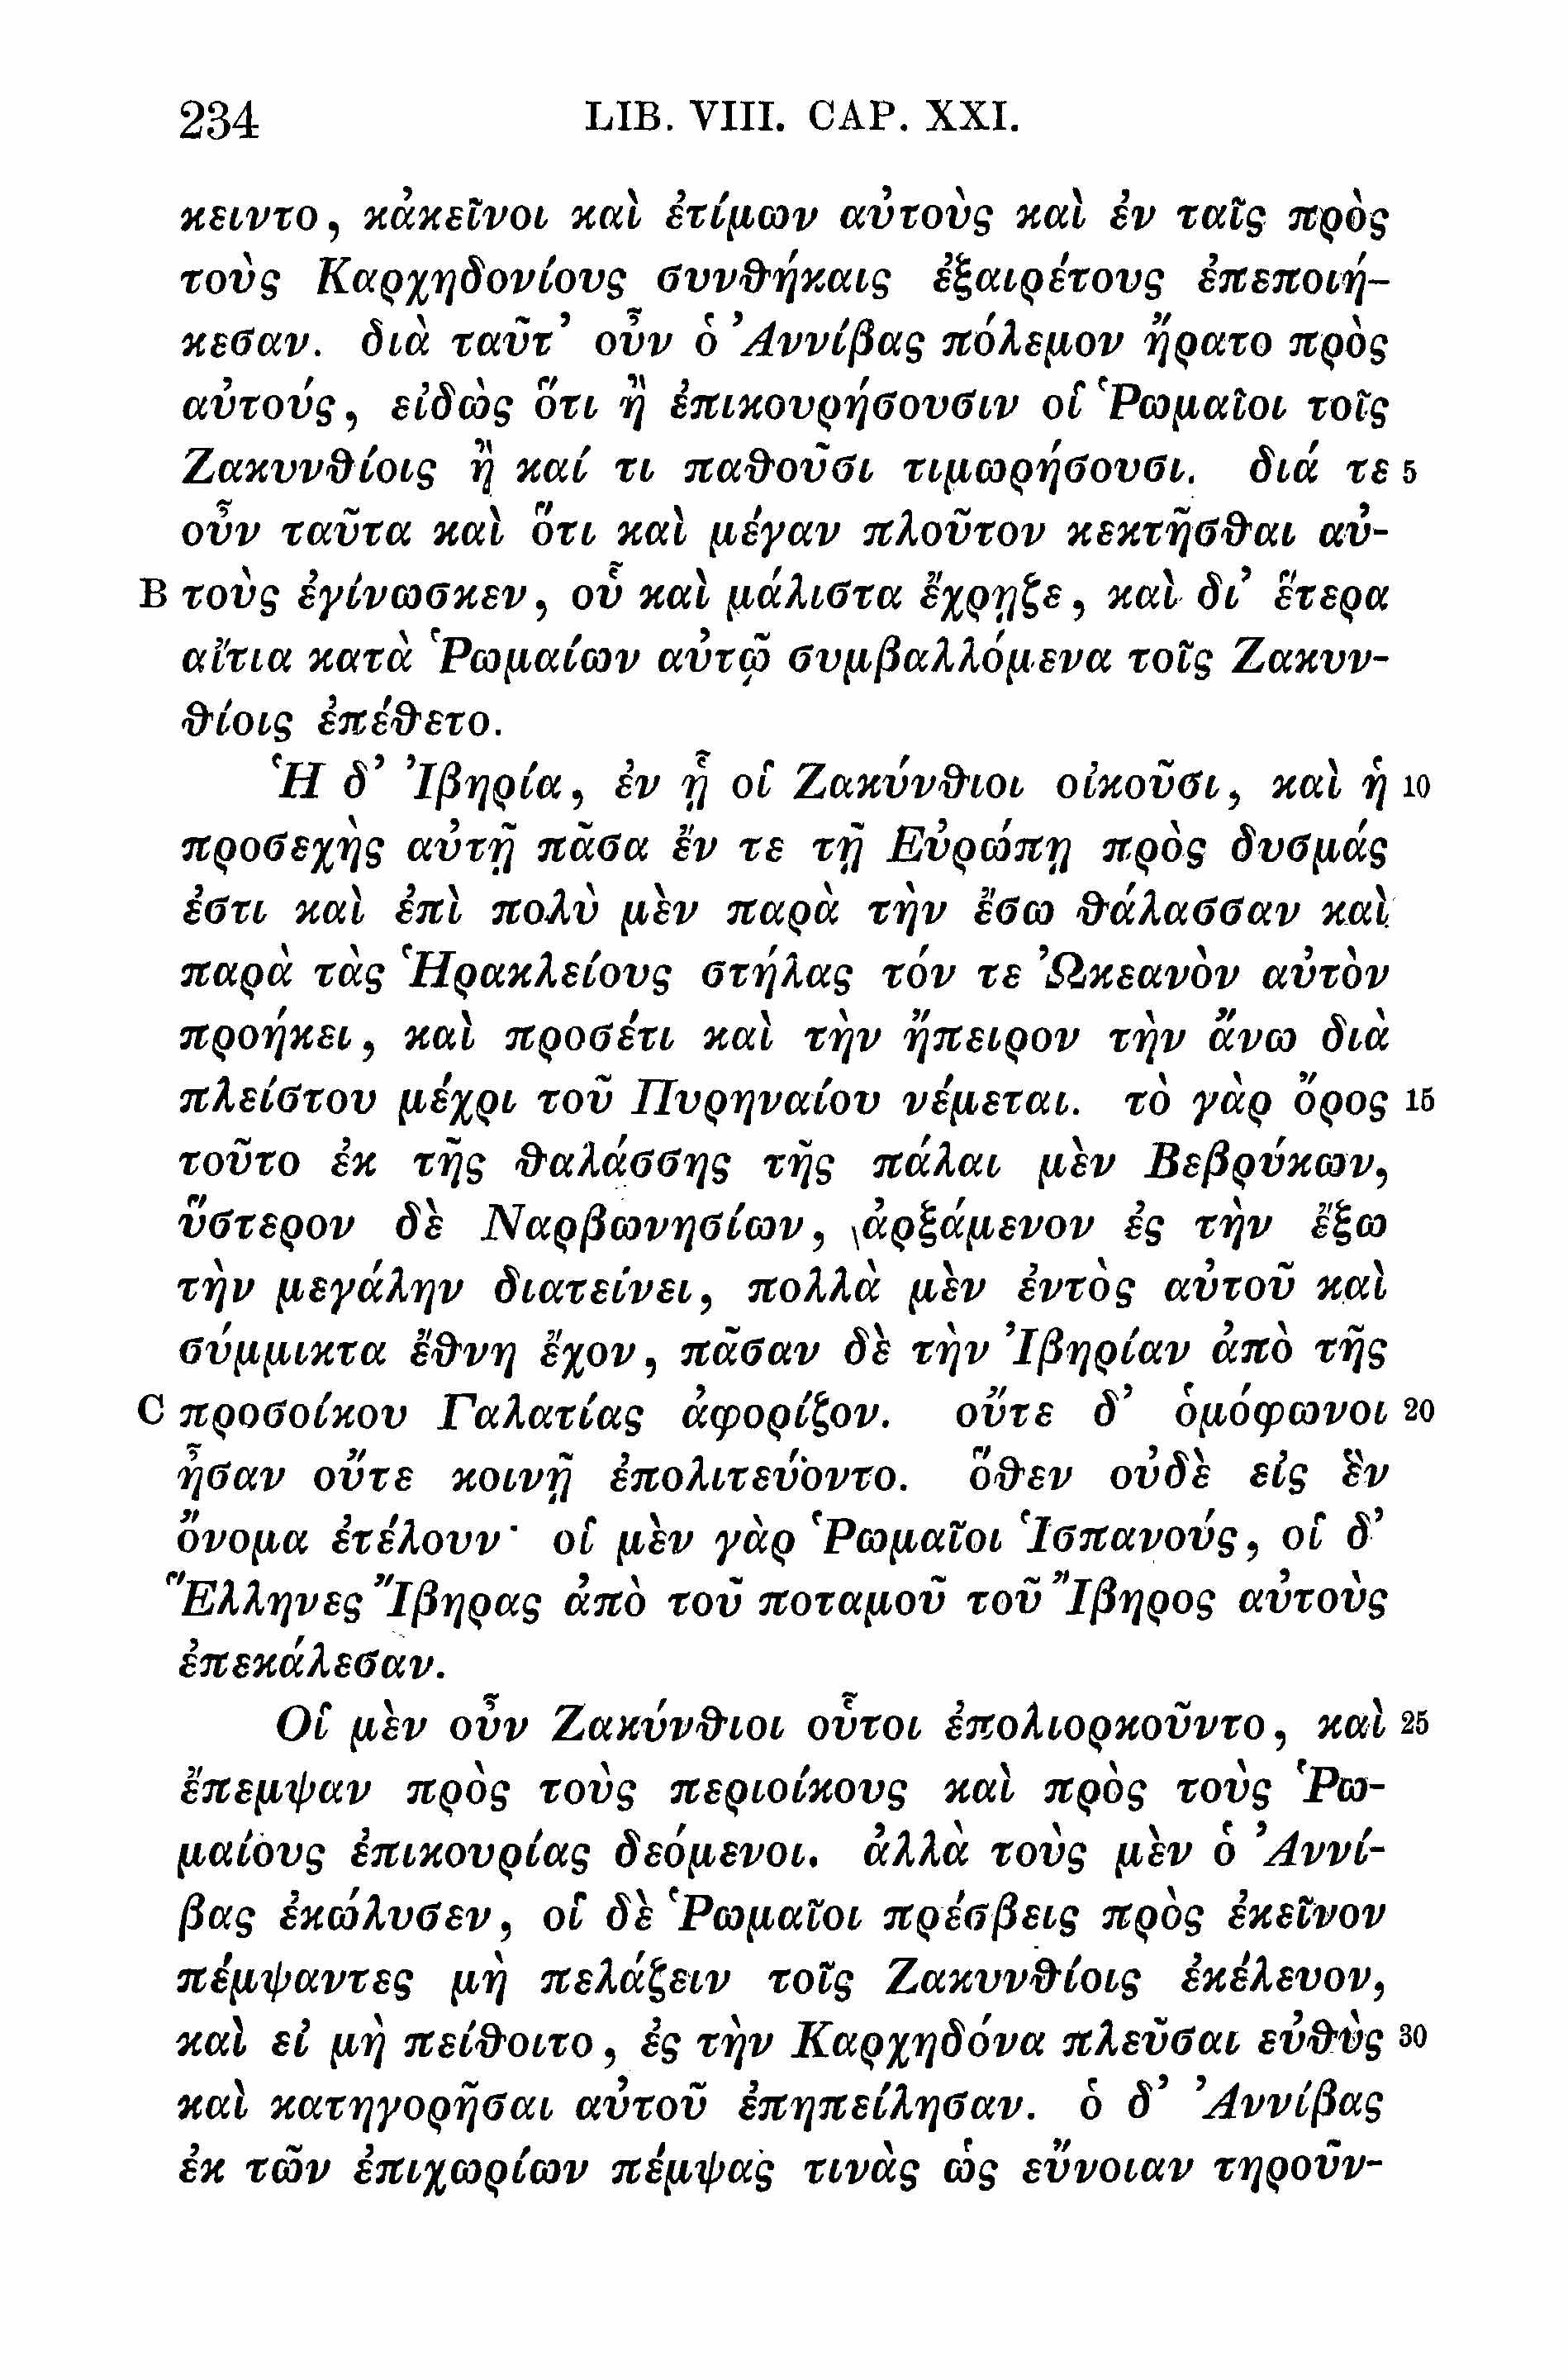 234 LIB. VIII. CAP. XXI.
κειντο, κἀκεῖνοι καὶ ἐτίμων αὐτοὺς καὶ ἐν ταῖς πρὸς
τοὺς Καρχηδονίους συνθήκαις ἐξαιρέτους ἐπεποιή-
κεσαν. διὰ ταῦτ’ οὖν ὁ Ἀννίβας πόλεμον ἤρατο πρὸς
αὐτούς, εἰδὼς ὅτι ἢ ἐπικουρήσουσιν οἱ Ῥωμαῖοι τοῖς
Ζακυνθίοις ἢ καί τι παθοῦσι τιμωρήσουσι. διά τε 5
οὖν ταῦτα καὶ ὅτι καὶ μέγαν πλοῦτον κεκτῆσθαι αὐ-
B τοὺς ἐγίνωσκεν, οὗ καὶ μάλιστα ἔχρῃζε, καὶ δι’ ἕτερα
αἴτια κατὰ Ῥωμαίων αὐτῷ συμβαλλόμενα τοῖς Ζακυν-
θίοις ἐπέθετο.
Ἡ δ’ Ἰβηρία, ἐν ᾗ οἱ Ζακύνθιοι οἰκοῦσι, καὶ ἡ 10
προσεχὴς αὐτῇ πᾶσα ἔν τε τῇ Εὐρώπῃ πρὸς δυσμάς
ἐστι καὶ ἐπὶ πολὺ μὲν παρὰ τὴν ἔσω θάλασσαν καὶ
παρὰ τὰς Ἡρακλείους στήλας τόν τε Ὠκεανὸν αὐτὸν
προήκει, καὶ προσέτι καὶ τὴν ἤπειρον τὴν ἄνω διὰ
πλείστου μέχρι τοῦ Πυρηναίου νέμεται. τὸ γὰρ ὄρος 15
τοῦτο ἐκ τῆς θαλάσσης τῆς πάλαι μὲν Βεβρύκων,
ὕστερον δὲ Ναρβωνησίων, ἀρξάμενον ἐς τὴν ἔξω
τὴν μεγάλην διατείνει, πολλὰ μὲν ἐντὸς αὐτοῦ καὶ
σύμμικτα ἔθνη ἔχον, πᾶσαν δὲ τὴν Ἰβηρίαν ἀπὸ τῆς
C προσοίκου Γαλατίας ἀφορίζον. οὔτε δ’ ὁμόφωνοι 20
ἦσαν οὔτε κοινῇ ἐπολιτεύοντο. ὅθεν οὐδὲ εἰς ἓν
ὄνομα ἐτέλουν· οἱ μὲν γὰρ Ῥωμαῖοι Ἱσπανούς, οἱ δ’
Ἕλληνες Ἴβηρας ἀπὸ τοῦ ποταμοῦ τοῦ Ἴβηρος αὐτοὺς
ἐπεκάλεσαν.
Οἱ μὲν οὖν Ζακύνθιοι οὗτοι ἐπολιορκοῦντο, καὶ 25
ἔπεμψαν πρὸς τοὺς περιοίκους καὶ πρὸς τοὺς Ῥω-
μαίους ἐπικουρίας δεόμενοι. ἀλλὰ τοὺς μὲν ὁ Ἀννί-
βας ἐκώλυσεν, οἱ δὲ Ῥωμαῖοι πρέσβεις πρὸς ἐκεῖνον
πέμψαντες μὴ πελάζειν τοῖς Ζακυνθίοις ἐκέλευον,
καὶ εἰ μὴ πείθοιτο, ἐς τὴν Καρχηδόνα πλεῦσαι εὐθὺς 30
καὶ κατηγορῆσαι αὐτοῦ ἐπηπείλησαν. ὁ δ’ Ἀννίβας
ἐκ τῶν ἐπιχωρίων πέμψας τινὰς ὡς εὔνοιαν τηροῦν-